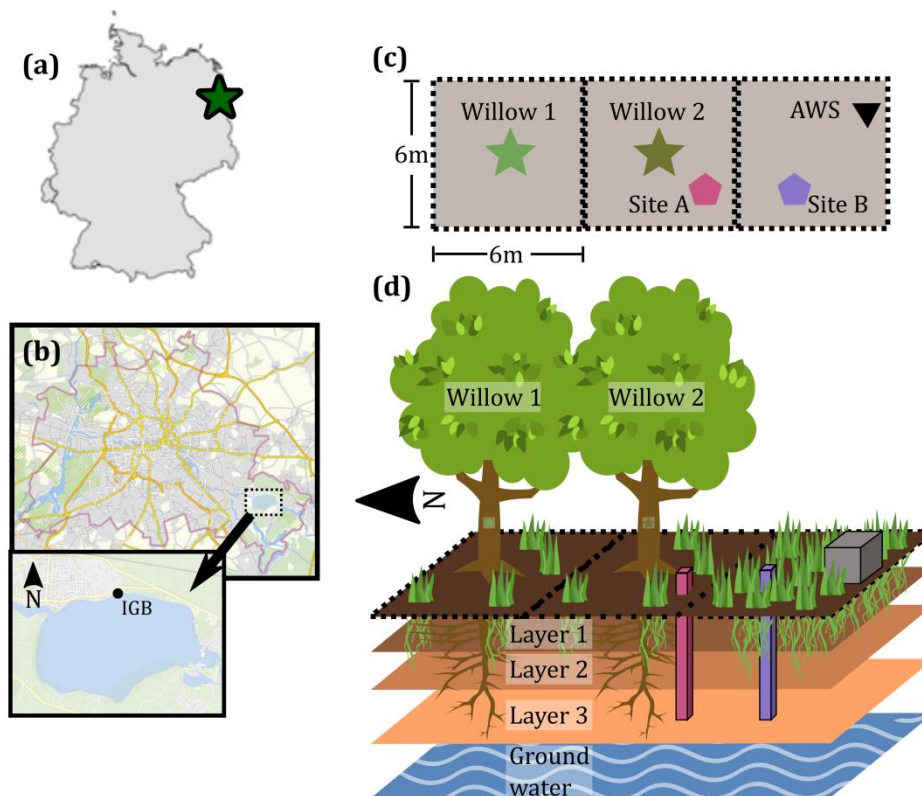 (a)
(b)
N
IGB
(c)
Willow 1
Willow 2
AWS
6m
Site A
Site B
6m
(d)
Willow 1
Willow 2
N
Layer 1
Layer 2
Layer 3
Ground
water